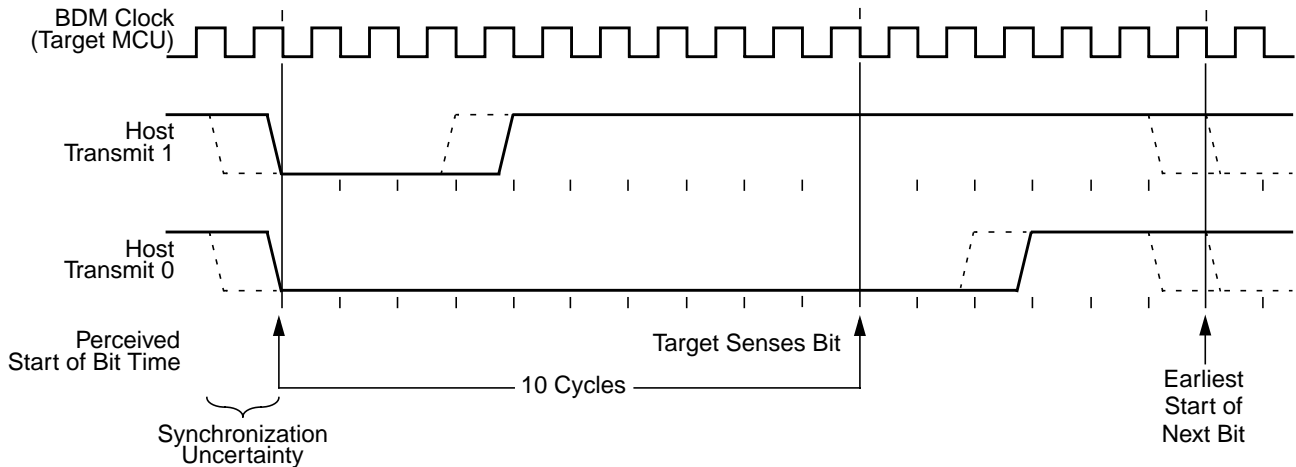 BDM Clock
(Target MCU)
Host
Transmit 1
Host
Transmit 0
Perceived
Start of Bit Time
Target Senses Bit
10 Cycles
Earliest
Start of
Next Bit
Synchronization
Uncertainty